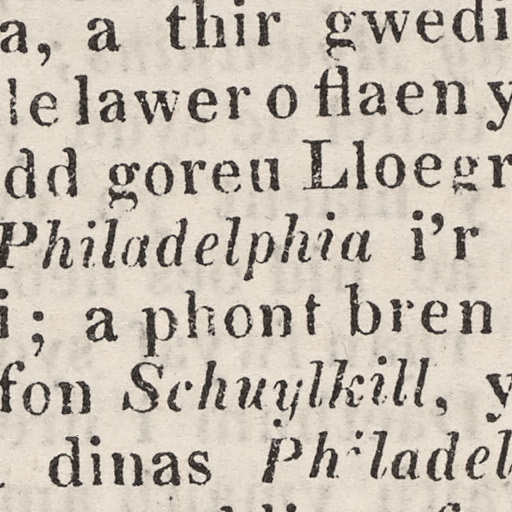 a, a thir gwedi
le lawer o flaen y
dd goreu Lloegr
Philadelphia i'r
i; a phont bren
fon Schuylkill, y
dinas Philadel